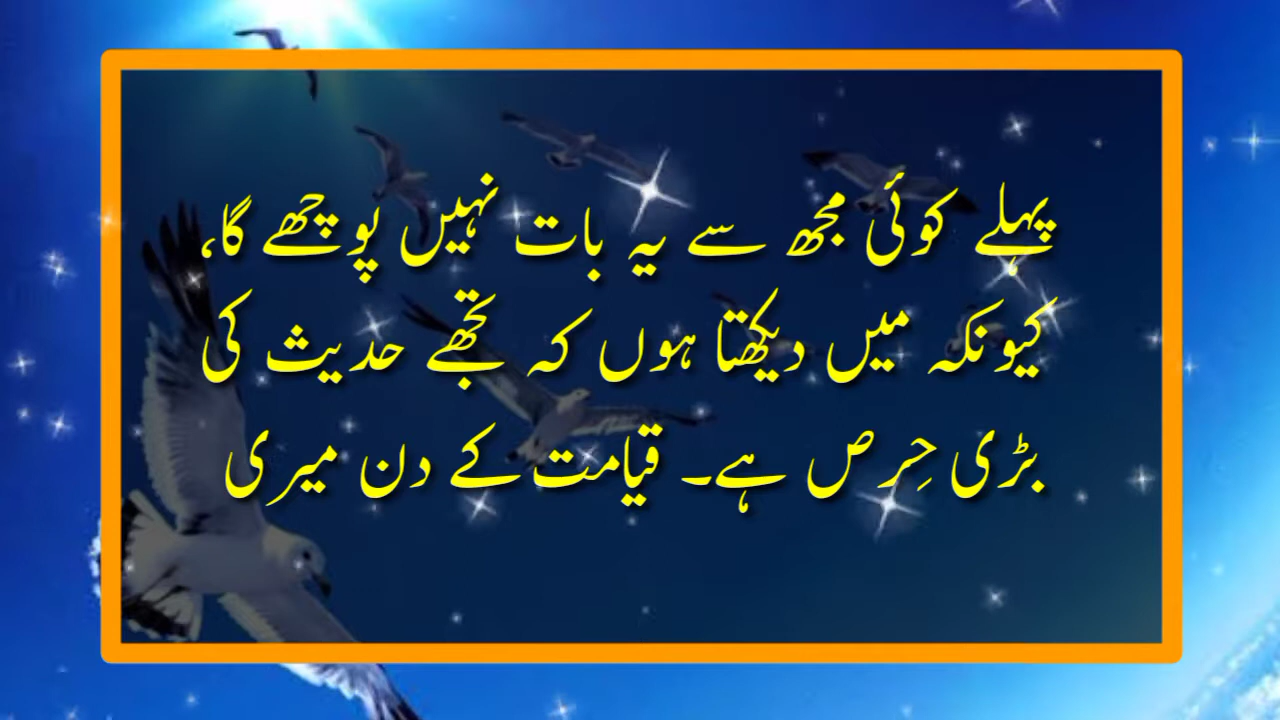 پہلے کوئی مجھ سے یہ بات نہیں پوچھے گا،
کیونکہ میں دیکھتا ہوں کہ تجھے حدیث کی
بڑی حِرص ہے۔ قیامت کے دن میری